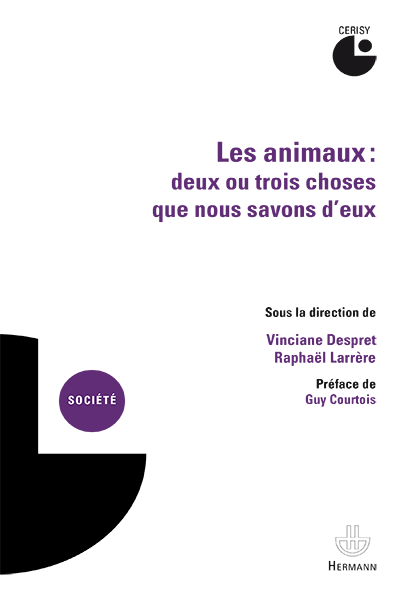 CERISY
Les animaux :
deux ou trois choses
que nous savons d'eux
Sous la direction de
Vinciane Despret
Raphaël Larrère
Préface de
Guy Courtois
SOCIÉTÉ
HERMANN